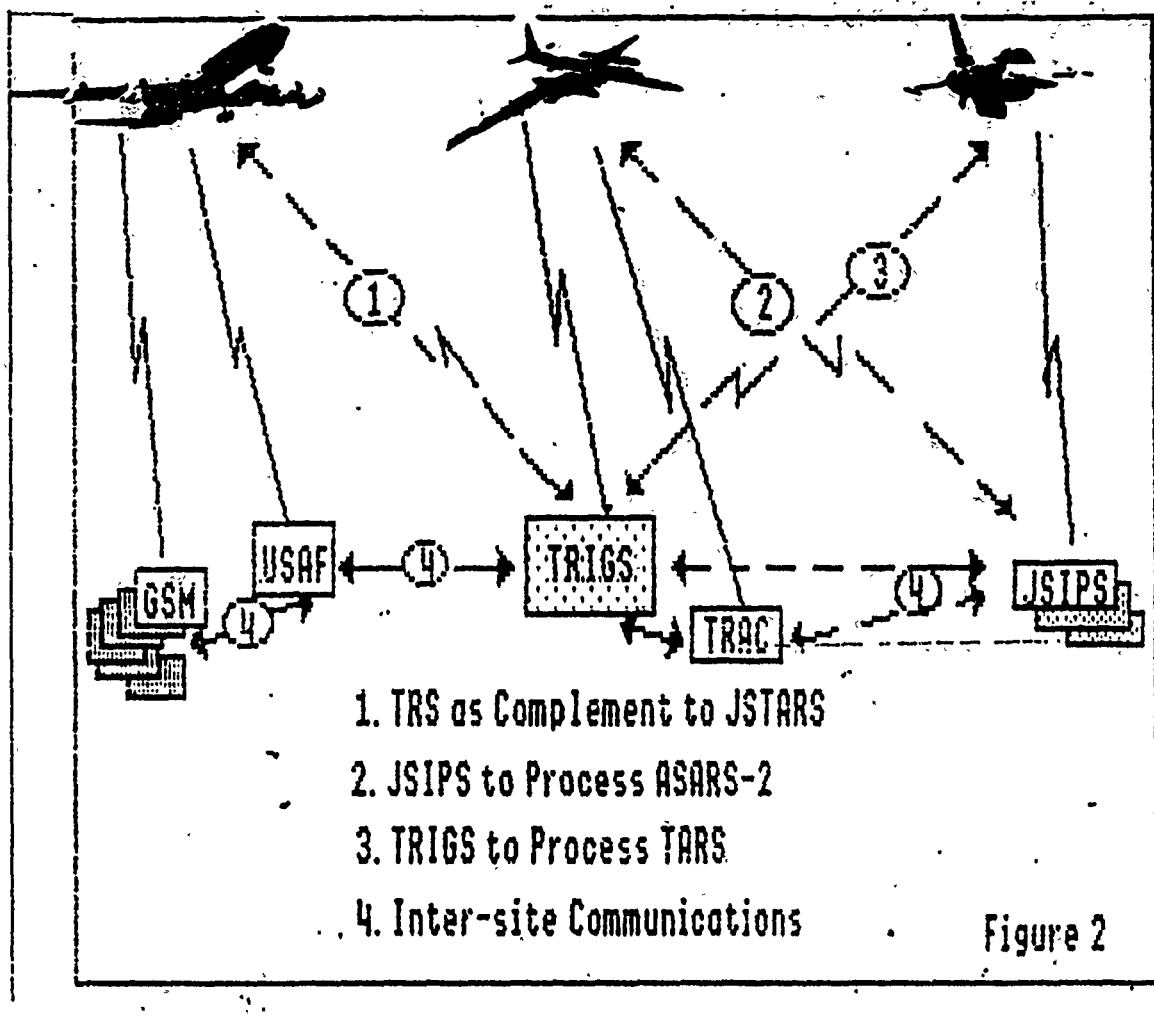 1
2
3
USAF
4
TRIGS
GSM
4
4
JSIPS
TRAC
1. TRS as Complement to JSTARS
2. JSIPS to Process ASARS-2
3. TRIGS to Process TARS
4. Inter-site Communications
Figure 2